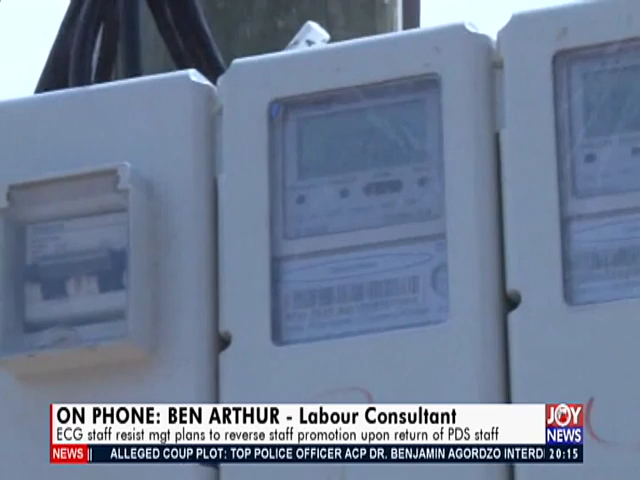 ON PHONE: BEN ARTHUR - Labour Consultant
ECG staff resist mgt plans to reverse staff promotion upon return of PDS staff
JOY
NEWS
NEWS ALLEGED COUP PLOT: TOP POLICE OFFICER ACP DR. BENJAMIN AGORDZO INTERDI 20:15